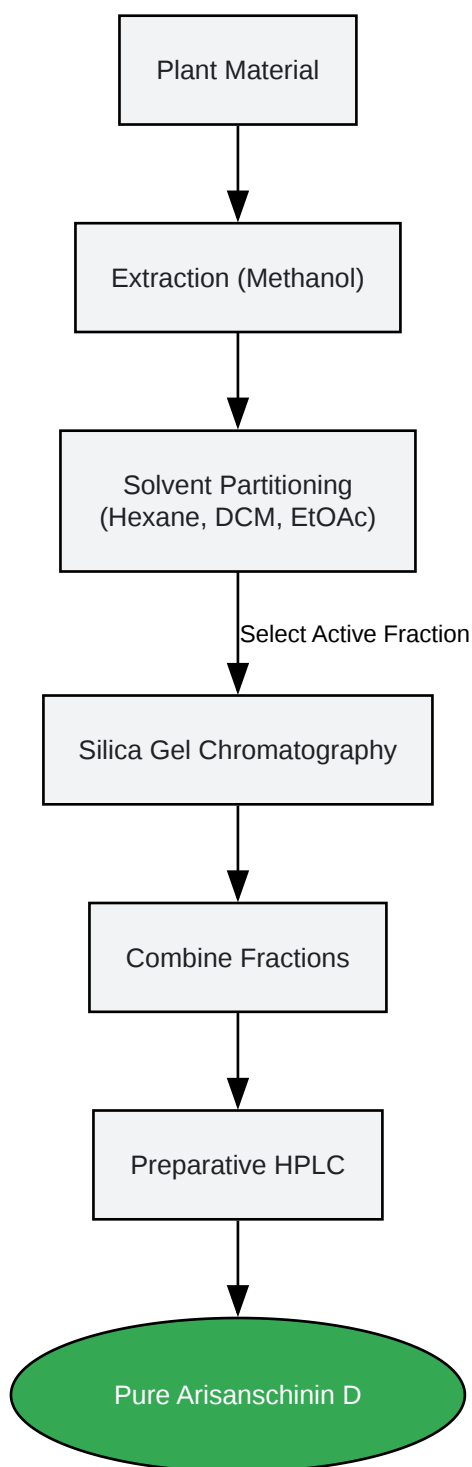 Plant Material
Extraction (Methanol)
Solvent Partitioning
(Hexane, DCM, EtOAc)
Select Active Fraction
Silica Gel Chromatography
Combine Fractions
Preparative HPLC
Pure Arisanschinin D